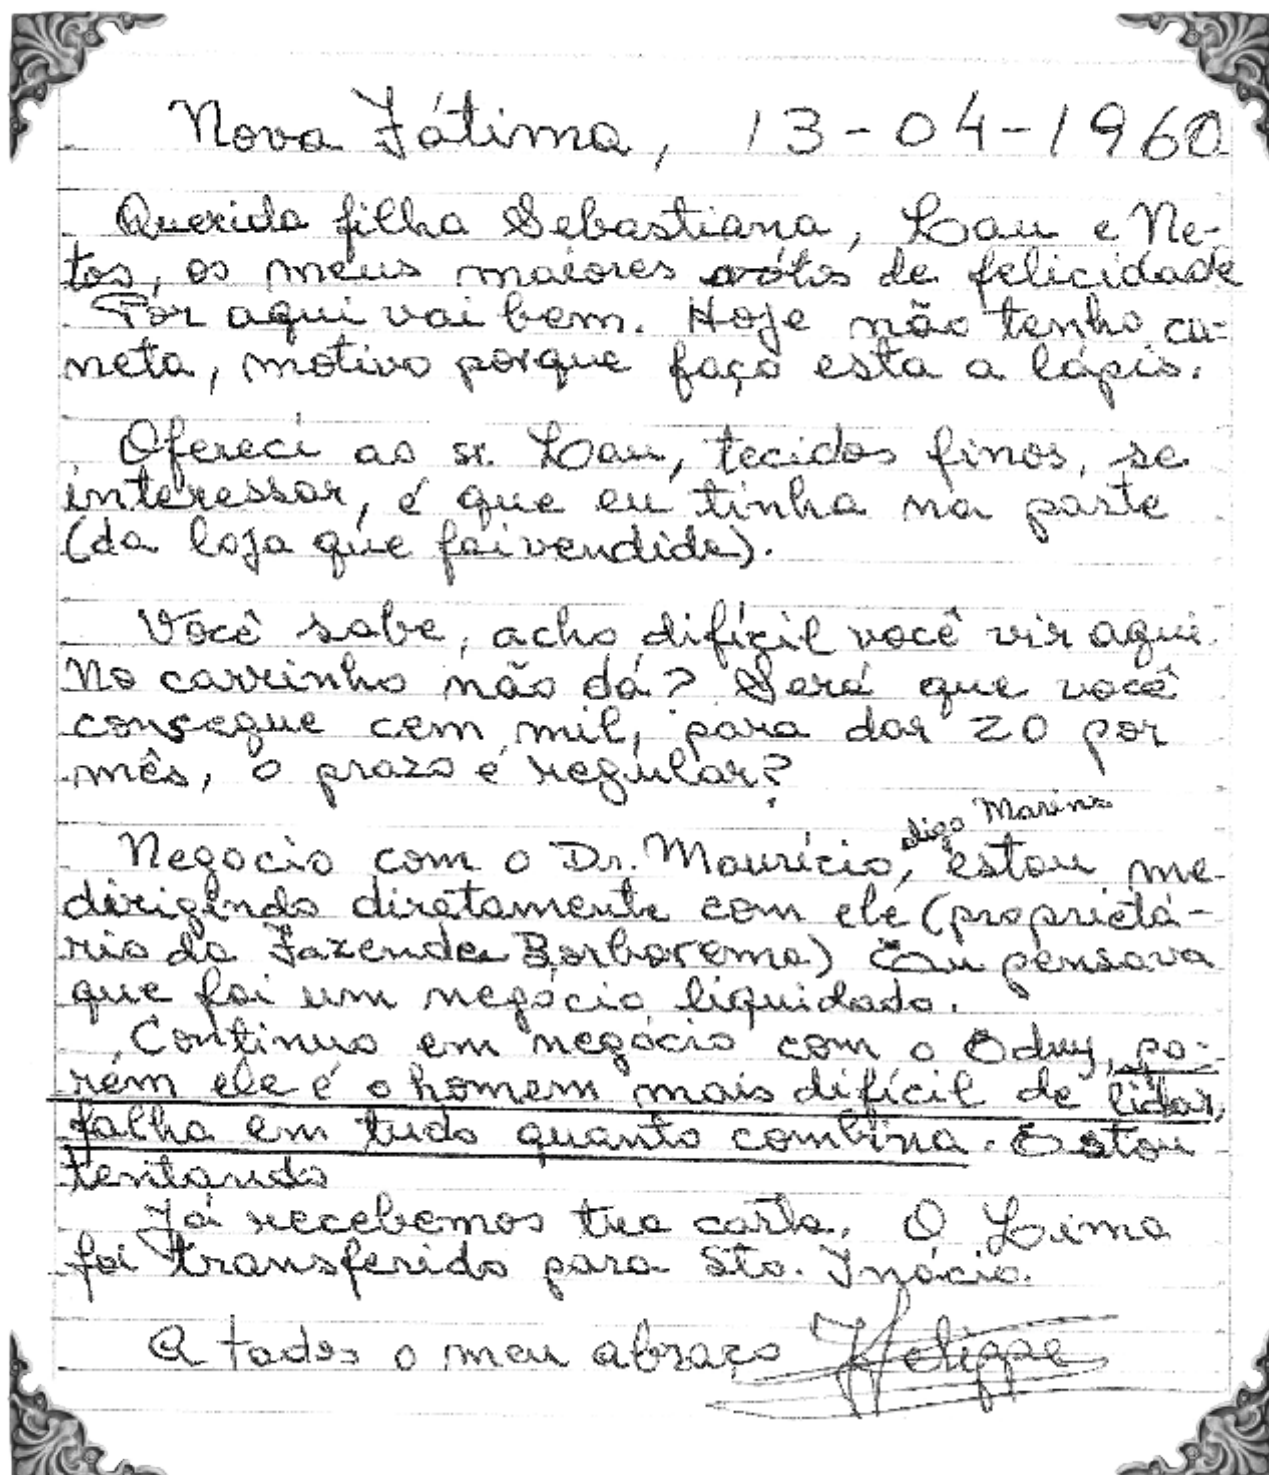 Nova Fátima, 13-04-1960
Querida filha Sebastiana, Lau e Ne-
tos, os meus maiores vótos de felicidade
Por aqui vai bem. Hoje não tenho ca-
neta, motivo porque faço esta a lápis.
Ofereci ao sr. Lau, tecidos finos, se
interessar, é que eu tinha na parte
(da loja que foi vendida).
Você sabe, acho difícil você vir aqui.
No carrinho não dá? Será que você
consegue cem mil, para dar 20 por
mês, o prazo é regular?
digo Marins
Negocio com o Dr. Maurício, estou me
dirigindo diretamente com ele (proprietá-
rio da Fazenda Borborema) Eu pensava
que foi um negócio liquidado.
Continuo em negócio com o Eduy, po-
rém ele é o homem mais difícil de lidar,
falha em tudo quanto combina. Estou
tentando
Já recebemos tua carta. O Lima
foi transferido para Sto. Inácio.
A todos o meu abraço Felippe